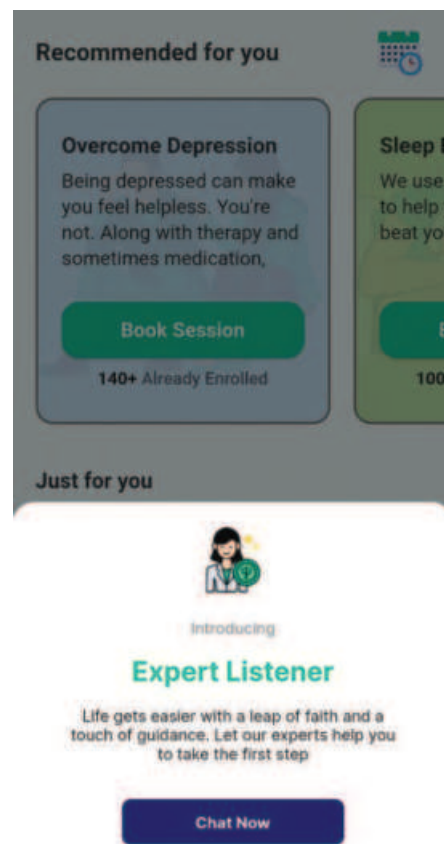 Recommended for you
Overcome Depression
Being depressed can make
you feel helpless. You're
not. Along with therapy and
sometimes medication,
Book Session
140+ Already Enrolled
Sleep
We use
to help
beat yo
100
Just for you
Introducing
Expert Listener
Life gets easier with a leap of faith and a
touch of guidance. Let our experts help you
to take the first step
Chat Now